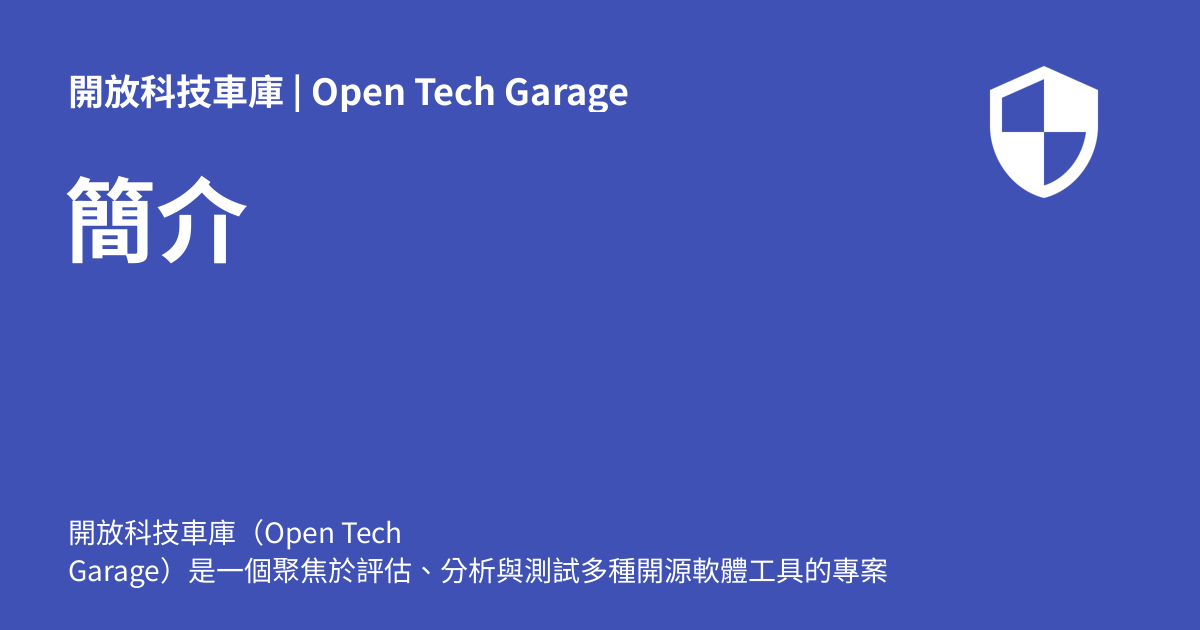 開放科技車庫 | Open Tech Garage
簡介
開放科技車庫（Open Tech
Garage）是一個聚焦於評估、分析與測試多種開源軟體工具的專案